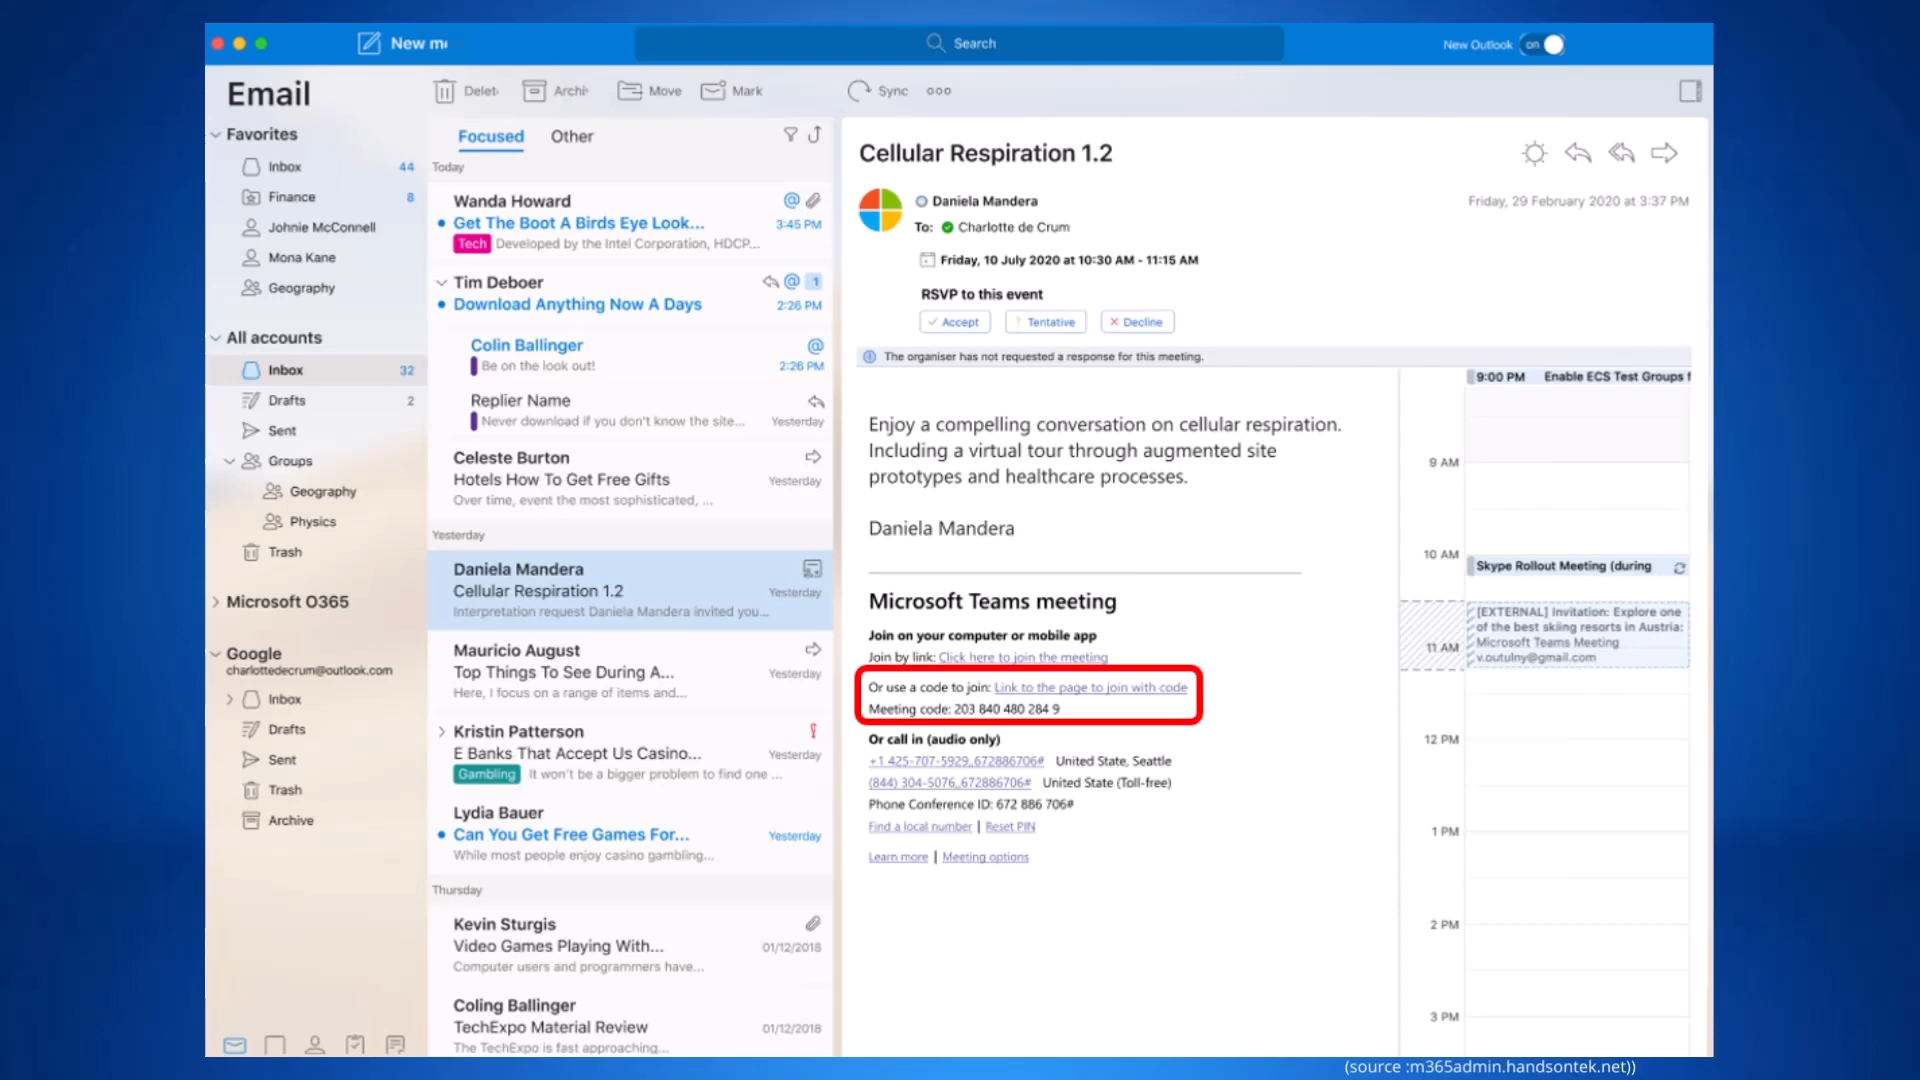 New me
Search
New Outlook on
Email
Delet
Archi
Move
Mark
Sync
Favorites
Inbox 44
Finance 8
Johnie McConnell
Mona Kane
Geography
All accounts
Inbox 32
Drafts 2
Sent
Groups
Geography
Physics
Trash
Microsoft O365
Google
charlottedecrum@outlook.com
Inbox
Drafts
Sent
Trash
Archive
Focused Other
Today
Wanda Howard
Get The Boot A Birds Eye Look... 3:45 PM
Tech Developed by the Intel Corporation, HDCP...
Tim Deboer 1
Download Anything Now A Days 2:26 PM
Colin Ballinger
Be on the look out! 2:26 PM
Replier Name
Never download if you don't know the site... Yesterday
Celeste Burton
Hotels How To Get Free Gifts Yesterday
Over time, event the most sophisticated, ...
Yesterday
Daniela Mandera
Cellular Respiration 1.2 Yesterday
Interpretation request Daniela Mandera invited you...
Mauricio August
Top Things To See During A... Yesterday
Here, I focus on a range of items and...
Kristin Patterson
E Banks That Accept Us Casino... Yesterday
Gambling It won't be a bigger problem to find one ...
Lydia Bauer
Can You Get Free Games For... Yesterday
While most people enjoy casino gambling...
Thursday
Kevin Sturgis
Video Games Playing With... 01/12/2018
Computer users and programmers have...
Coling Ballinger
TechExpo Material Review 01/12/2018
The TechExpo is fast approaching...
Cellular Respiration 1.2
Daniela Mandera Friday, 29 February 2020 at 3:37 PM
To: Charlotte de Crum
Friday, 10 July 2020 at 10:30 AM - 11:15 AM
RSVP to this event
Accept Tentative Decline
The organiser has not requested a response for this meeting.
Enjoy a compelling conversation on cellular respiration.
Including a virtual tour through augmented site
prototypes and healthcare processes.
Daniela Mandera
Microsoft Teams meeting
Join on your computer or mobile app
Join by link: Click here to join the meeting
Or use a code to join: Link to the page to join with code
Meeting code: 203 840 480 284 9
Or call in (audio only)
+1 425-707-5929,,672886706# United State, Seattle
(844) 304-5076,,672886706# United State (Toll-free)
Phone Conference ID: 672 886 706#
Find a local number | Reset PIN
Learn more | Meeting options
9:00 PM Enable ECS Test Groups f
9 AM
10 AM
Skype Rollout Meeting (during
[EXTERNAL] Invitation: Explore one
of the best skiing resorts in Austria:
11 AM Microsoft Teams Meeting
v.outulny@gmail.com
12 PM
1 PM
2 PM
3 PM
(source :m365admin.handsontek.net))